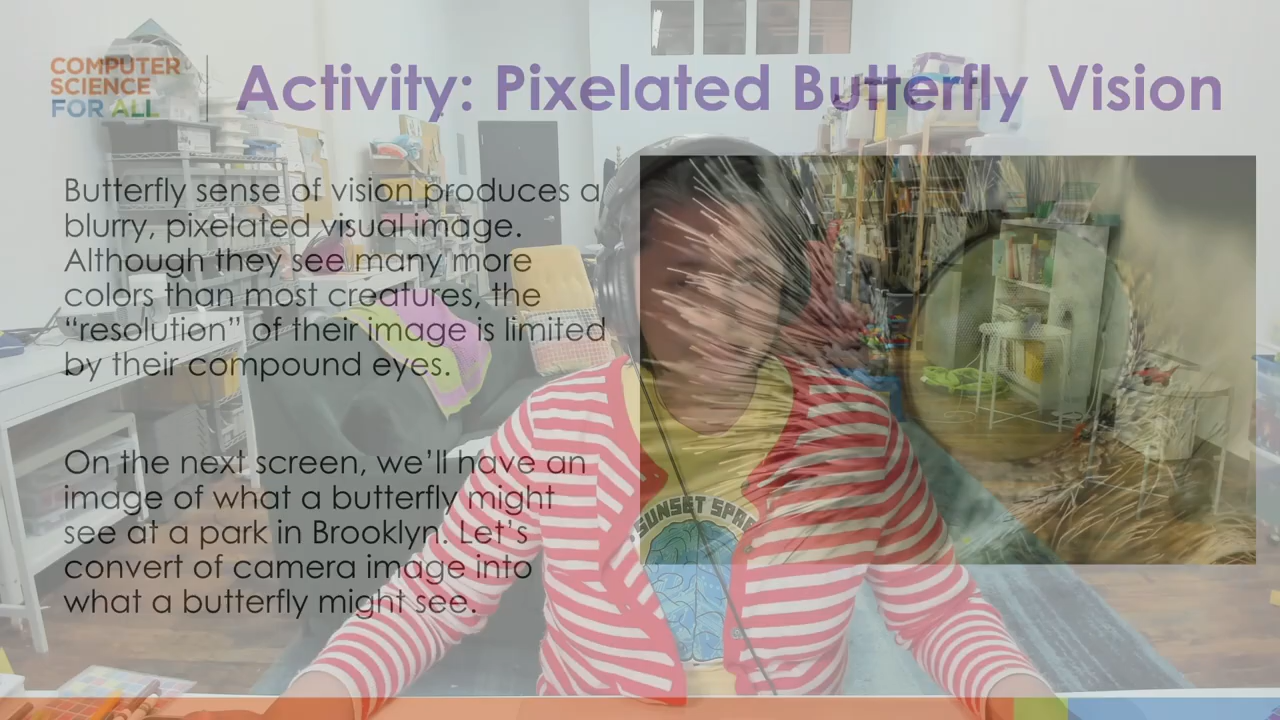 COMPUTER
SCIENCE
FOR ALL
Activity: Pixelated Butterfly Vision
Butterfly sense of vision produces a
blurry, pixelated visual image.
Although they see many more
colors than most creatures, the
“resolution” of their image is limited
by their compound eyes.
On the next screen, we’ll have an
image of what a butterfly might
see at a park in Brooklyn. Let’s
convert of camera image into
what a butterfly might see.
SUNSET